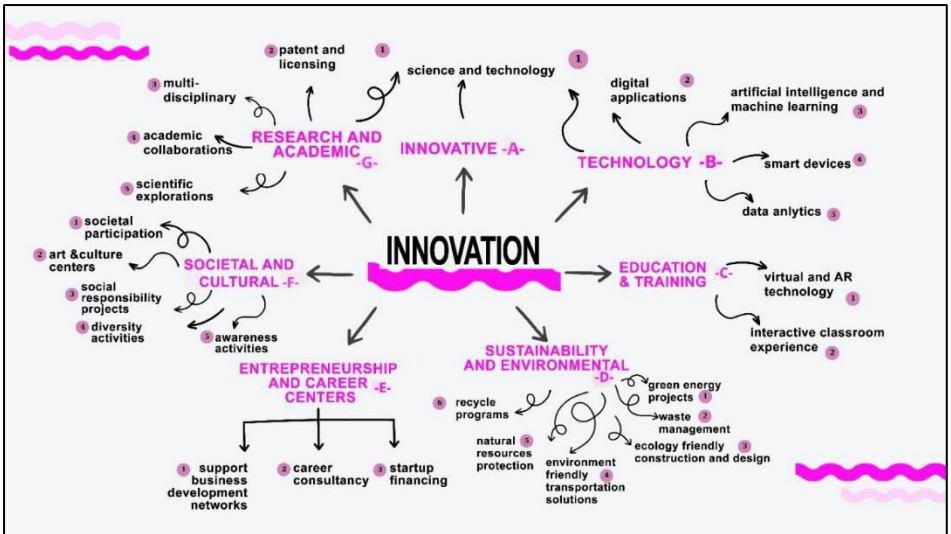 INNOVATION
INNOVATIVE -A-
1
science and technology
TECHNOLOGY -B-
1
digital
applications 2
artificial intelligence and
machine learning 3
smart devices 4
data anlytics 5
EDUCATION
& TRAINING -C-
virtual and AR
technology 1
interactive classroom
experience 2
SUSTAINABILITY
AND ENVIRONMENTAL
-D-
green energy
projects 1
waste 2
management
ecology friendly 3
construction and design
environment
friendly 4
transportation
solutions
natural 5
resources
protection
6 recycle
programs
ENTREPRENEURSHIP
AND CAREER -E-
CENTERS
1 support
business
development
networks
2 career
consultancy
3 startup
financing
SOCIETAL AND
CULTURAL -F-
1 societal
participation
2 art &culture
centers
3 social
responsibility
projects
4 diversity
activities
5 awareness
activities
RESEARCH AND
ACADEMIC
-G-
2 patent and
licensing
3 multi-
disciplinary
4 academic
collaborations
5 scientific
explorations
1